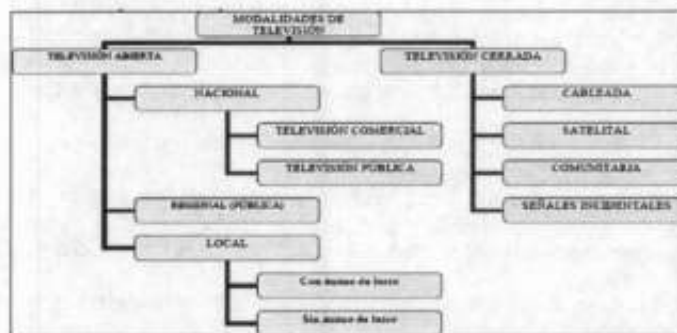 MODALIDADES DE
TELEVISIÓN
TELEVISIÓN ABIERTA
NACIONAL
TELEVISIÓN COMERCIAL
TELEVISIÓN PÚBLICA
REGIONAL (PÚBLICA)
LOCAL
Con ánimo de lucro
Sin ánimo de lucro
TELEVISIÓN CERRADA
CABLEADA
SATELITAL
COMUNITARIA
SEÑALES INCIDENTALES